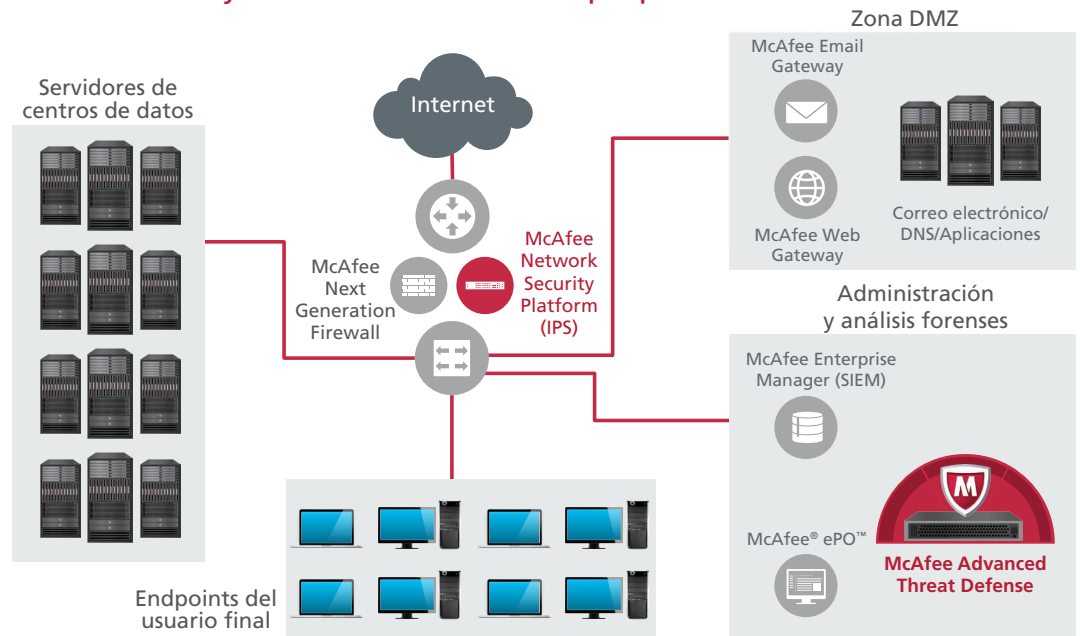 Zona DMZ
McAfee Email
Gateway
Servidores de
centros de datos
Internet
McAfee Web
Gateway
Correo electrónico/
DNS/Aplicaciones
McAfee
Next
Generation
Firewall
McAfee
Network
Security
Platform
(IPS)
Administración
y análisis forenses
McAfee Enterprise
Manager (SIEM)
McAfee® ePO™
McAfee Advanced
Threat Defense
Endpoints del
usuario final